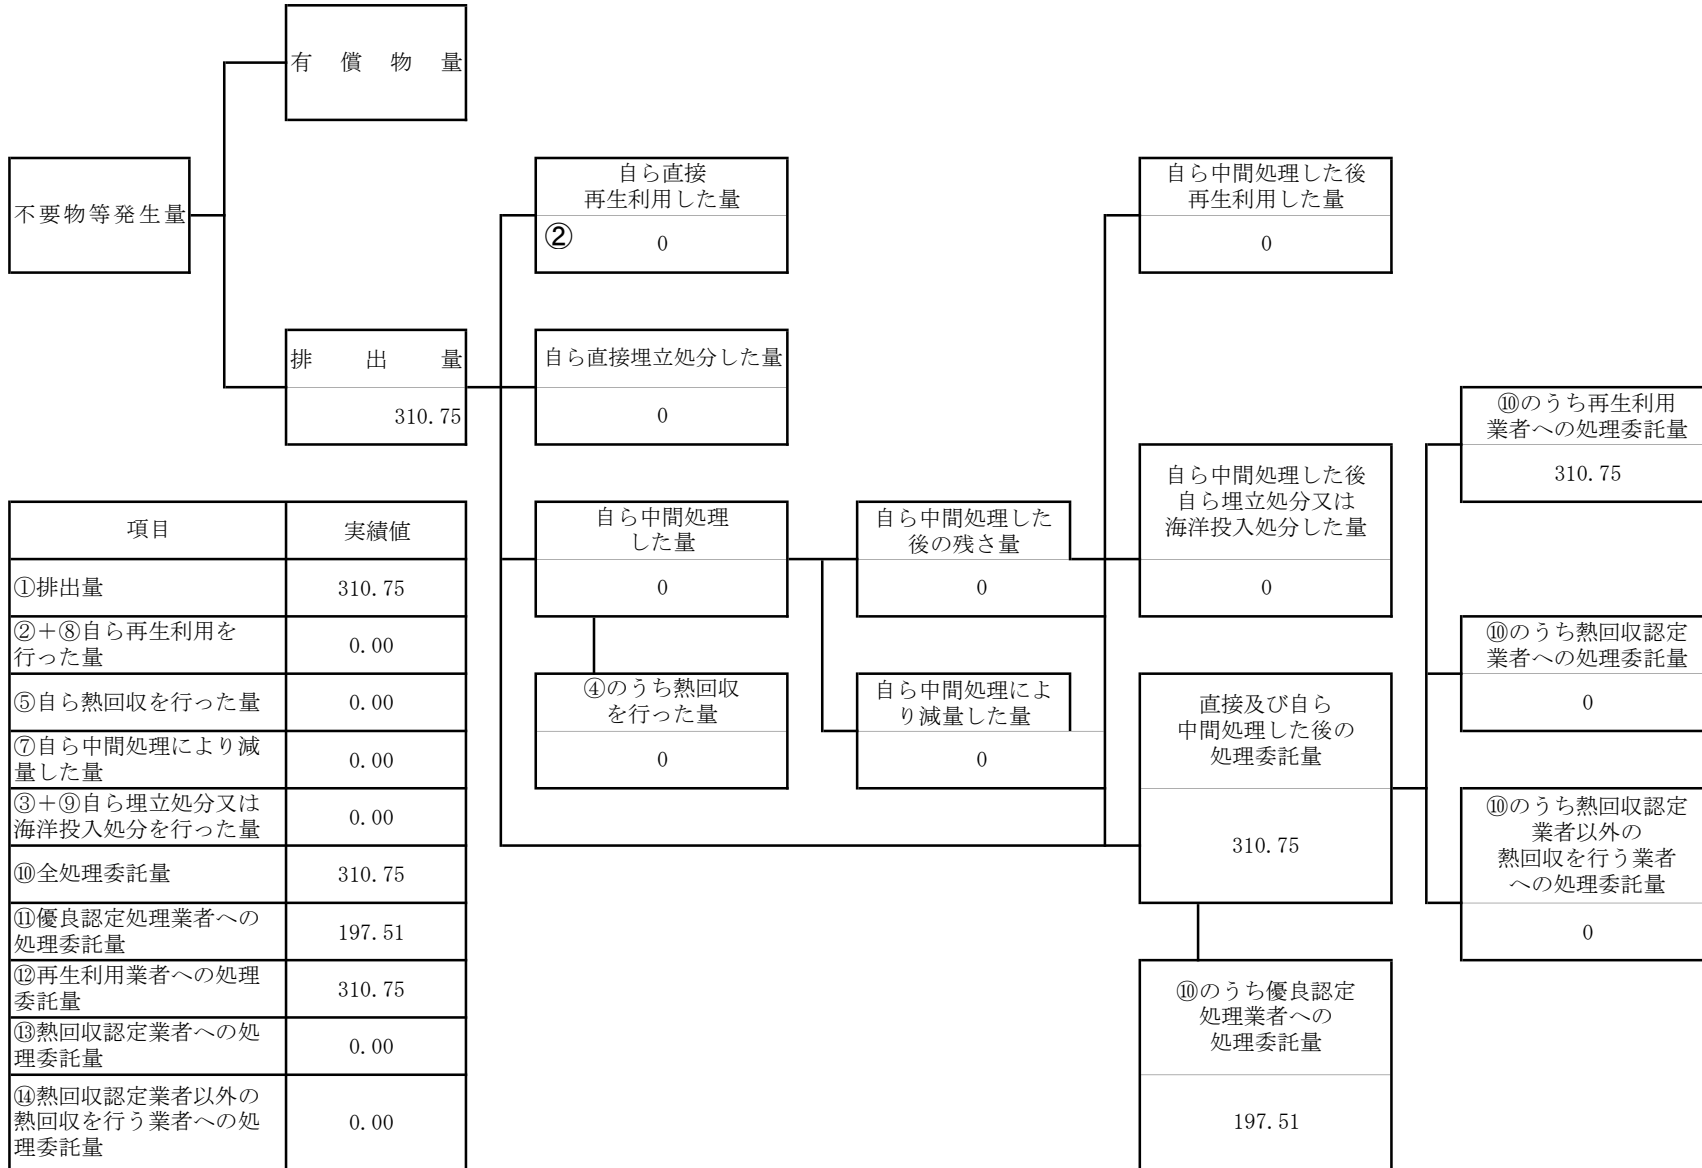 有償物量
不要物等発生量
自ら直接
再生利用した量
②
0
自ら中間処理した後
再生利用した量
0
排出量
310.75
自ら直接埋立処分した量
0
⑩のうち再生利用
業者への処理委託量
310.75
自ら中間処理
した量
0
自ら中間処理した
後の残さ量
0
自ら中間処理した後
自ら埋立処分又は
海洋投入処分した量
0
⑩のうち熱回収認定
業者への処理委託量
0
④のうち熱回収
を行った量
0
自ら中間処理によ
り減量した量
0
直接及び自ら
中間処理した後の
処理委託量
310.75
⑩のうち熱回収認定
業者以外の
熱回収を行う業者
への処理委託量
0
⑩のうち優良認定
処理業者への
処理委託量
197.51
項目 実績値
①排出量 310.75
②＋⑧自ら再生利用を
行った量 0.00
⑤自ら熱回収を行った量 0.00
⑦自ら中間処理により減
量した量 0.00
③＋⑨自ら埋立処分又は
海洋投入処分を行った量 0.00
⑩全処理委託量 310.75
⑪優良認定処理業者への
処理委託量 197.51
⑫再生利用業者への処理
委託量 310.75
⑬熱回収認定業者への処
理委託量 0.00
⑭熱回収認定業者以外の
熱回収を行う業者への処
理委託量 0.00